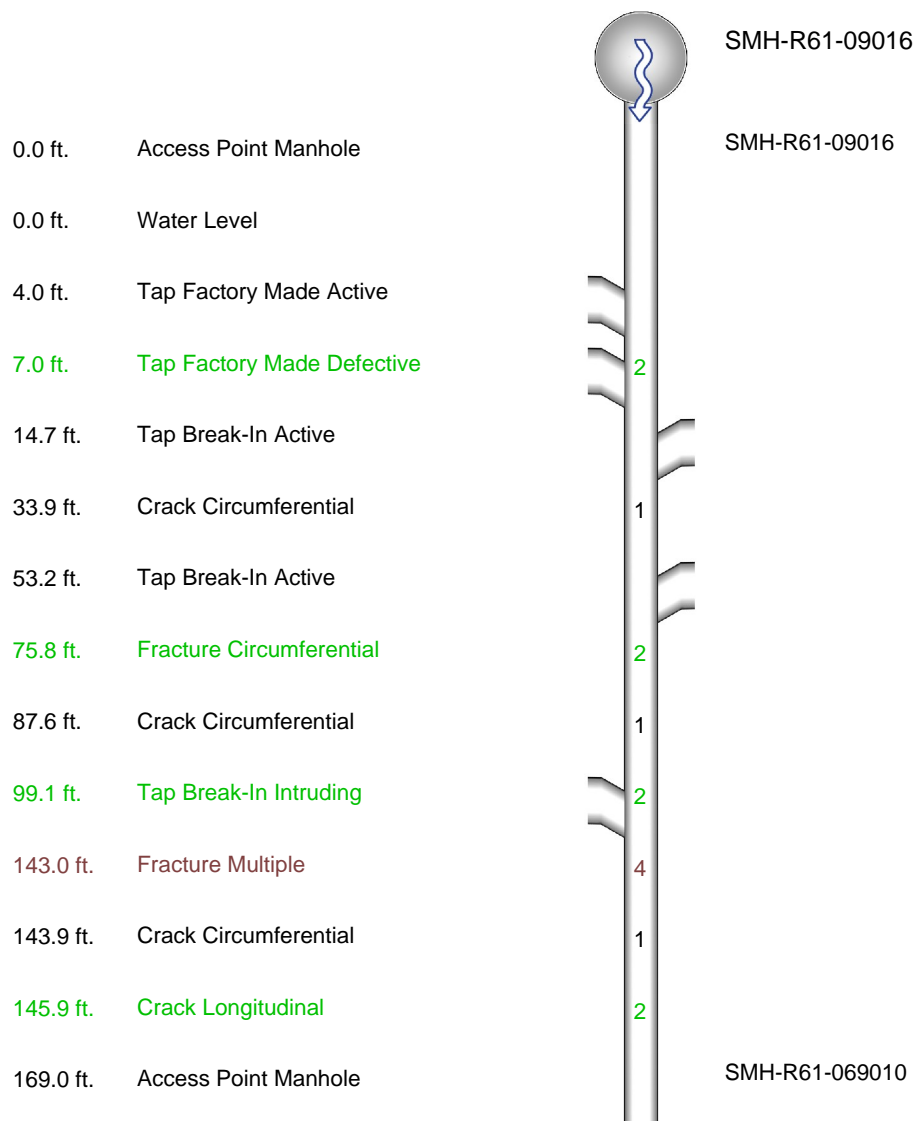 SMH-R61-09016
0.0 ft. Access Point Manhole SMH-R61-09016
0.0 ft. Water Level
4.0 ft. Tap Factory Made Active
7.0 ft. Tap Factory Made Defective 2
14.7 ft. Tap Break-In Active
33.9 ft. Crack Circumferential 1
53.2 ft. Tap Break-In Active
75.8 ft. Fracture Circumferential 2
87.6 ft. Crack Circumferential 1
99.1 ft. Tap Break-In Intruding 2
143.0 ft. Fracture Multiple 4
143.9 ft. Crack Circumferential 1
145.9 ft. Crack Longitudinal 2
169.0 ft. Access Point Manhole SMH-R61-069010